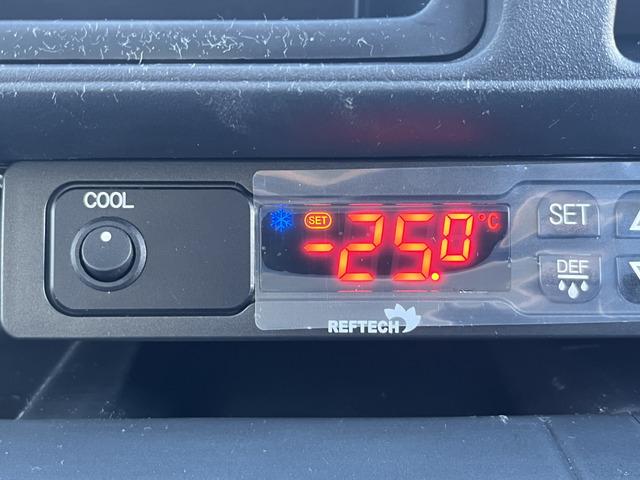 COOL
SET
-25.0°C
SET
DEF
REFTECH